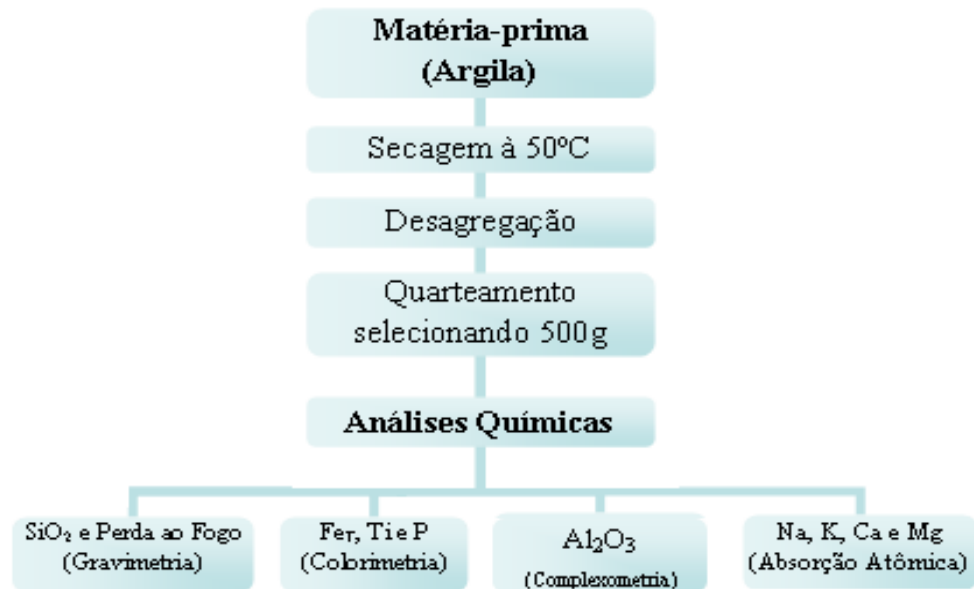 Matéria-prima
(Argila)
Secagem à 50ºC
Desagregação
Quarteamento
selecionando 500g
Análises Químicas
SiO₂ e Perda ao Fogo
(Gravimetria)
Feᴛ, Ti e P
(Colorimetria)
Al₂O₃
(Complexometria)
Na, K, Ca e Mg
(Absorção Atômica)